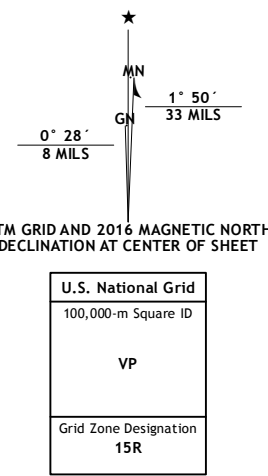 ★
MN
GN
1° 50´
33 MILS
0° 28´
8 MILS
TM GRID AND 2016 MAGNETIC NORTH
DECLINATION AT CENTER OF SHEET
U.S. National Grid
100,000-m Square ID
VP
Grid Zone Designation
15R